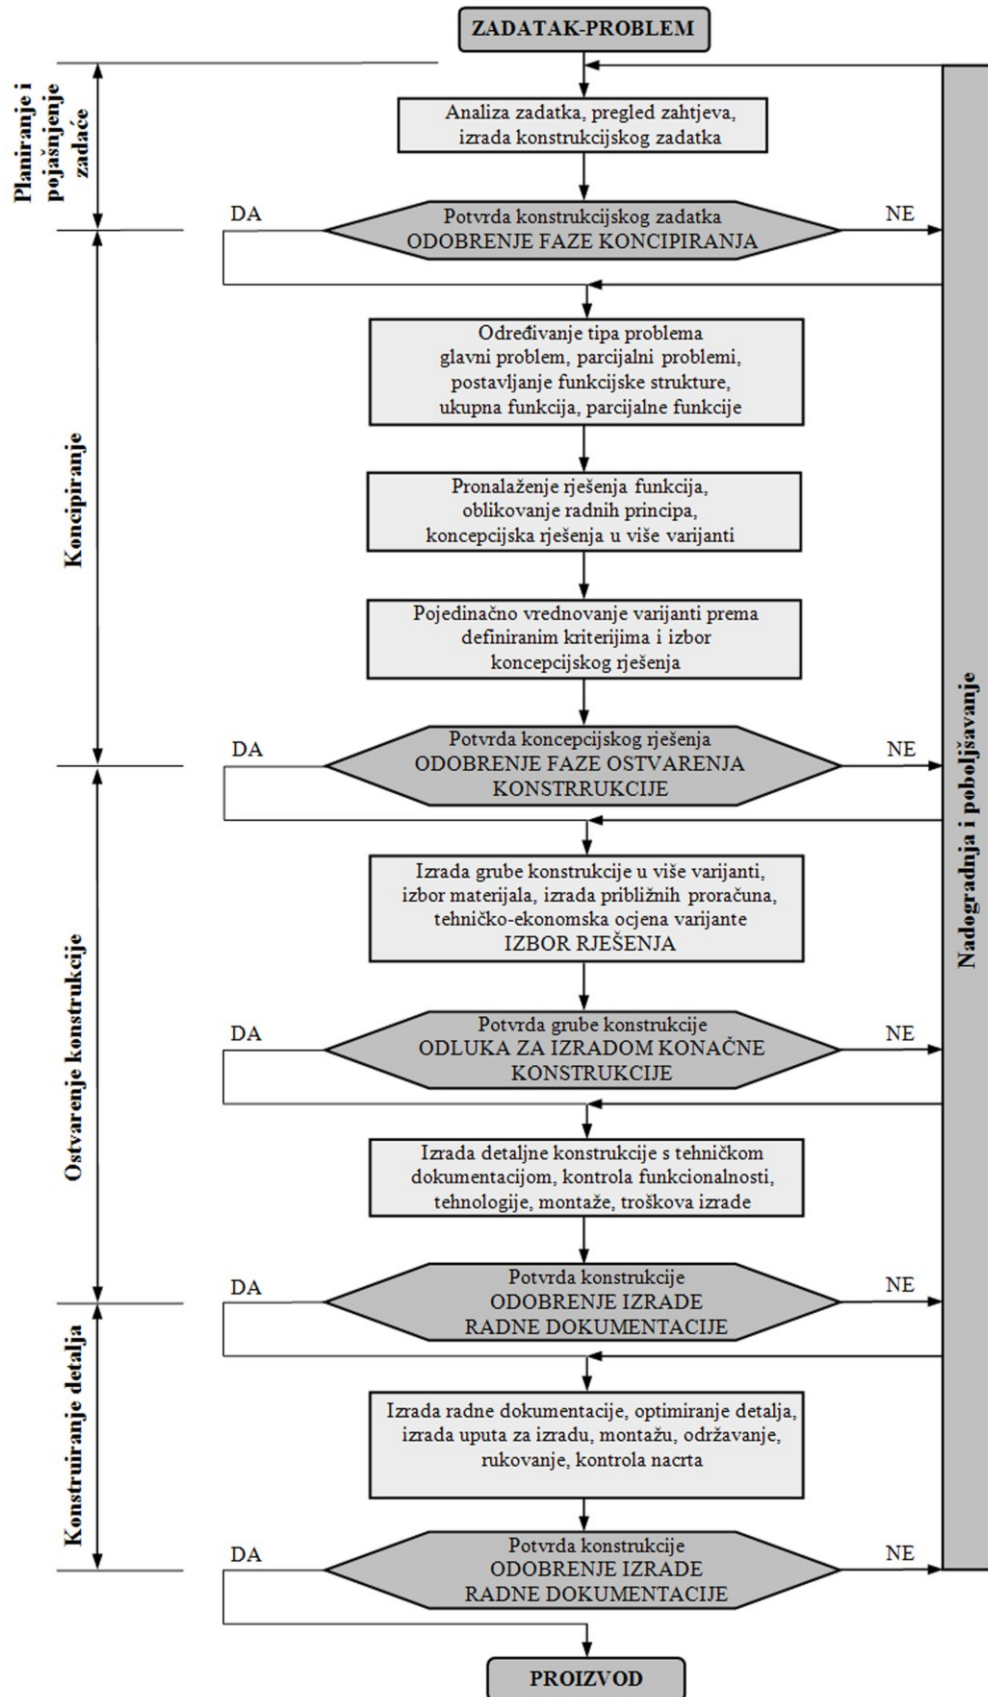 ZADATAK-PROBLEM
Planiranje i
pojašnjenje
zadaće
Analiza zadatka, pregled zahtjeva,
izrada konstrukcijskog zadatka
DA
Potvrda konstrukcijskog zadatka
ODOBRENJE FAZE KONCIPIRANJA
NE
Koncipiranje
Određivanje tipa problema
glavni problem, parcijalni problemi,
postavljanje funkcijske strukture,
ukupna funkcija, parcijalne funkcije
Pronalaženje rješenja funkcija,
oblikovanje radnih principa,
koncepcijska rješenja u više varijanti
Pojedinačno vrednovanje varijanti prema
definiranim kriterijima i izbor
koncepcijskog rješenja
DA
Potvrda koncepcijskog rješenja
ODOBRENJE FAZE OSTVARENJA
KONSTRRUKCIJE
NE
Nadogradnja i poboljšavanje
Ostvarenje konstrukcije
Izrada grube konstrukcije u više varijanti,
izbor materijala, izrada približnih proračuna,
tehničko-ekonomska ocjena varijante
IZBOR RJEŠENJA
DA
Potvrda grube konstrukcije
ODLUKA ZA IZRADOM KONAČNE
KONSTRUKCIJE
NE
Izrada detaljne konstrukcije s tehničkom
dokumentacijom, kontrola funkcionalnosti,
tehnologije, montaže, troškova izrade
DA
Potvrda konstrukcije
ODOBRENJE IZRADE
RADNE DOKUMENTACIJE
NE
Konstruiranje detalja
Izrada radne dokumentacije, optimiranje detalja,
izrada uputa za izradu, montažu, održavanje,
rukovanje, kontrola nacrta
DA
Potvrda konstrukcije
ODOBRENJE IZRADE
RADNE DOKUMENTACIJE
NE
PROIZVOD